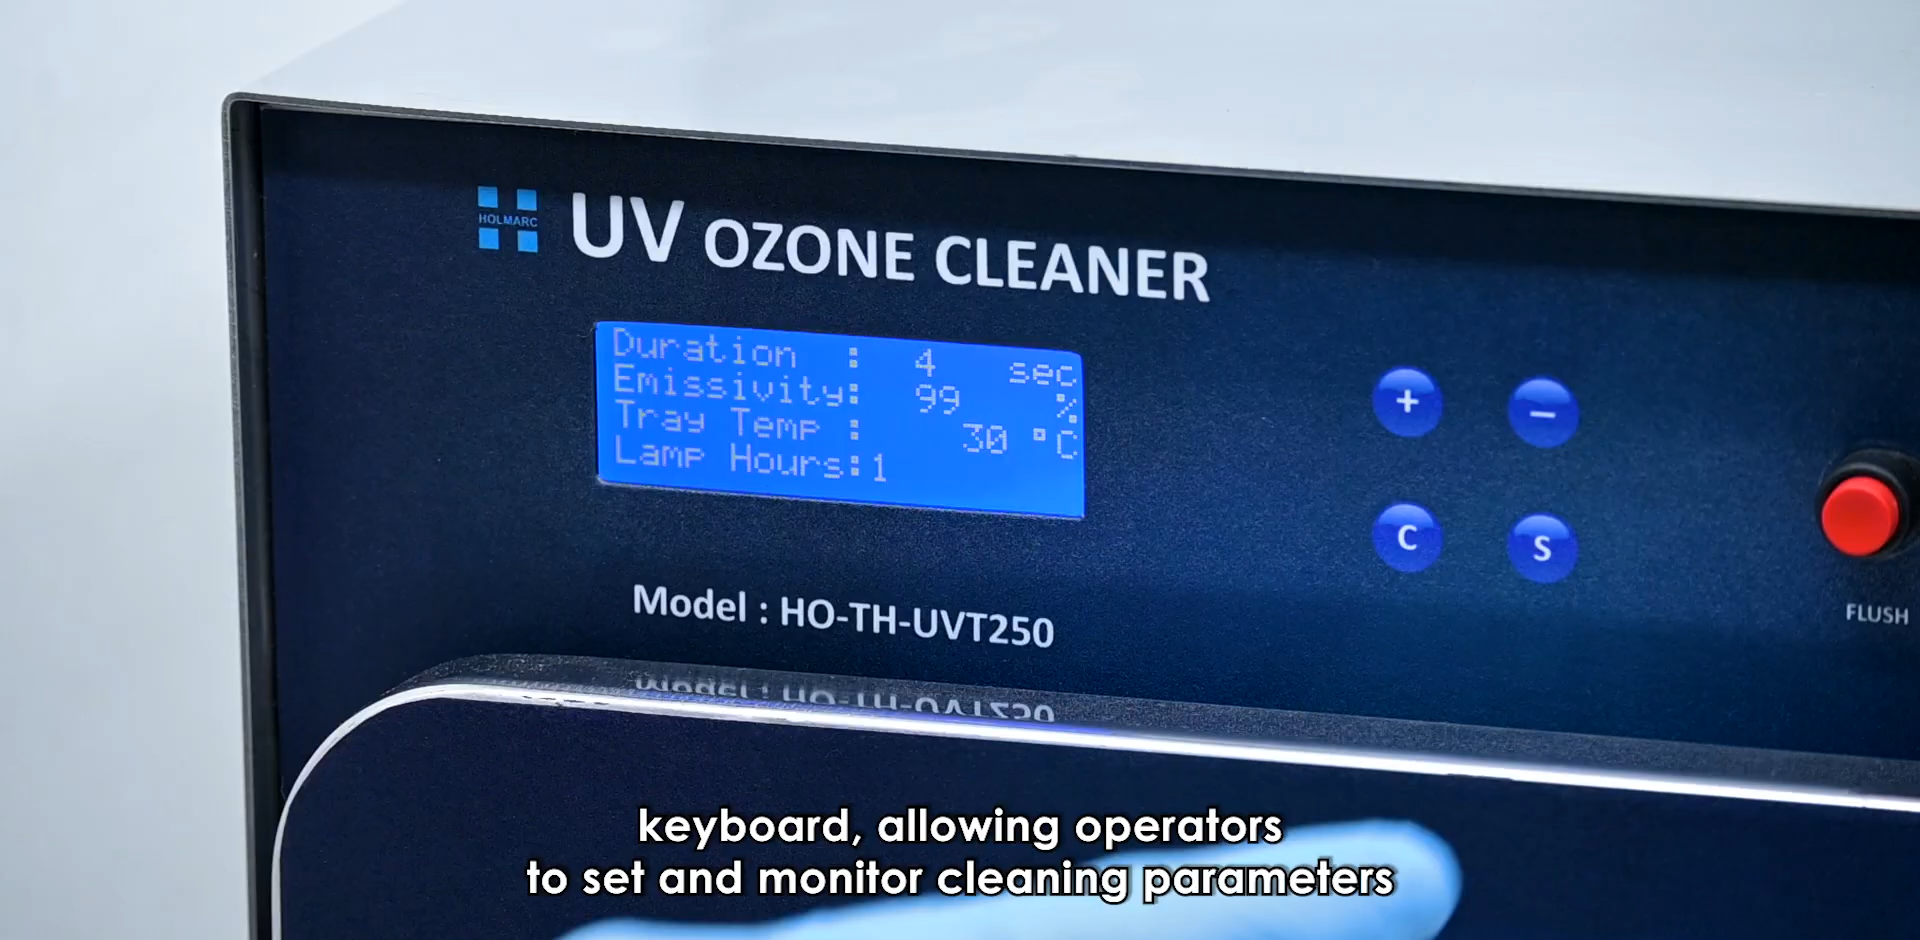 HOLMARC
UV OZONE CLEANER
Duration : 4 sec
Emissivity: 99 %
Tray Temp : 30 °C
Lamp Hours:1
+ −
C S
FLUSH
Model : HO-TH-UVT250
keyboard, allowing operators
to set and monitor cleaning parameters